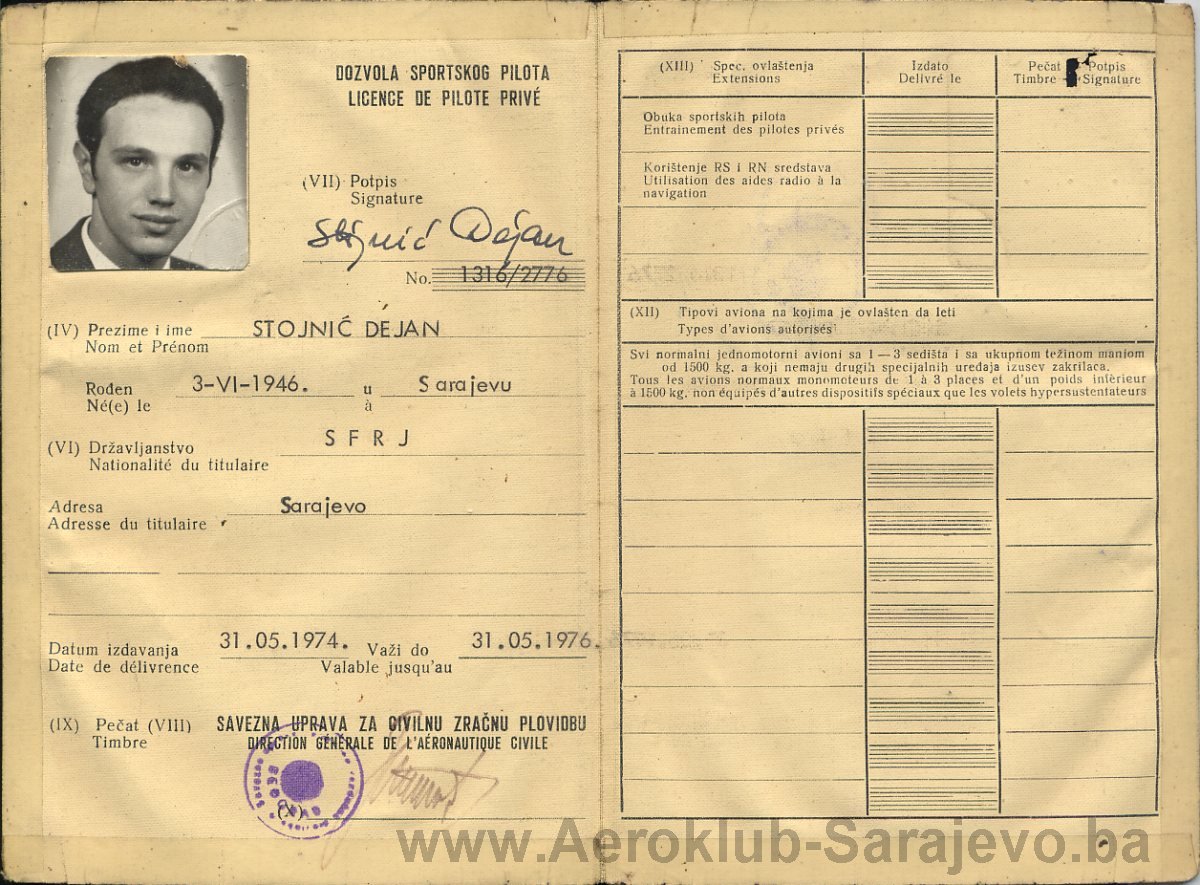 DOZVOLA SPORTSKOG PILOTA
LICENCE DE PILOTE PRIVÉ
(VII) Potpis
Signature
Stojnić Dejan
No. 1316/2776
(IV) Prezime i ime STOJNIĆ DEJAN
Nom et Prénom
Rođen 3-VI-1946. u Sarajevu
Né(e) le à
(VI) Državljanstvo SFRJ
Nationalité du titulaire
Adresa Sarajevo
Adresse du titulaire
Datum izdavanja 31.05.1974. Važi do 31.05.1976.
Date de délivrence Valable jusqu'au
(IX) Pečat (VIII) SAVEZNA UPRAVA ZA CIVILNU ZRAČNU PLOVIDBU
Timbre DIRECTION GÉNÉRALE DE L'AÉRONAUTIQUE CIVILE
(X)
(XIII) Spec. ovlaštenja Izdato Pečat Potpis
Extensions Delivré le Timbre Signature
Obuka sportskih pilota
Entrainement des pilotes privés
Korištenje RS i RN sredstava
Utilisation des aides radio à la
navigation
(XII) Tipovi aviona na kojima je ovlašten da leti
Types d'avions autorisés
Svi normalni jednomotorni avioni sa 1 — 3 sedišta i sa ukupnom težinom manjom
od 1500 kg. a koji nemaju drugih specijalnih uređaja izusev zakrilaca.
Tous les avions normaux monomoteurs de 1 à 3 places et d'un poids intèrieur
à 1500 kg. non équipés d'autres dispositifs spéciaux que les volets hypersustentateurs
www.Aeroklub-Sarajevo.ba